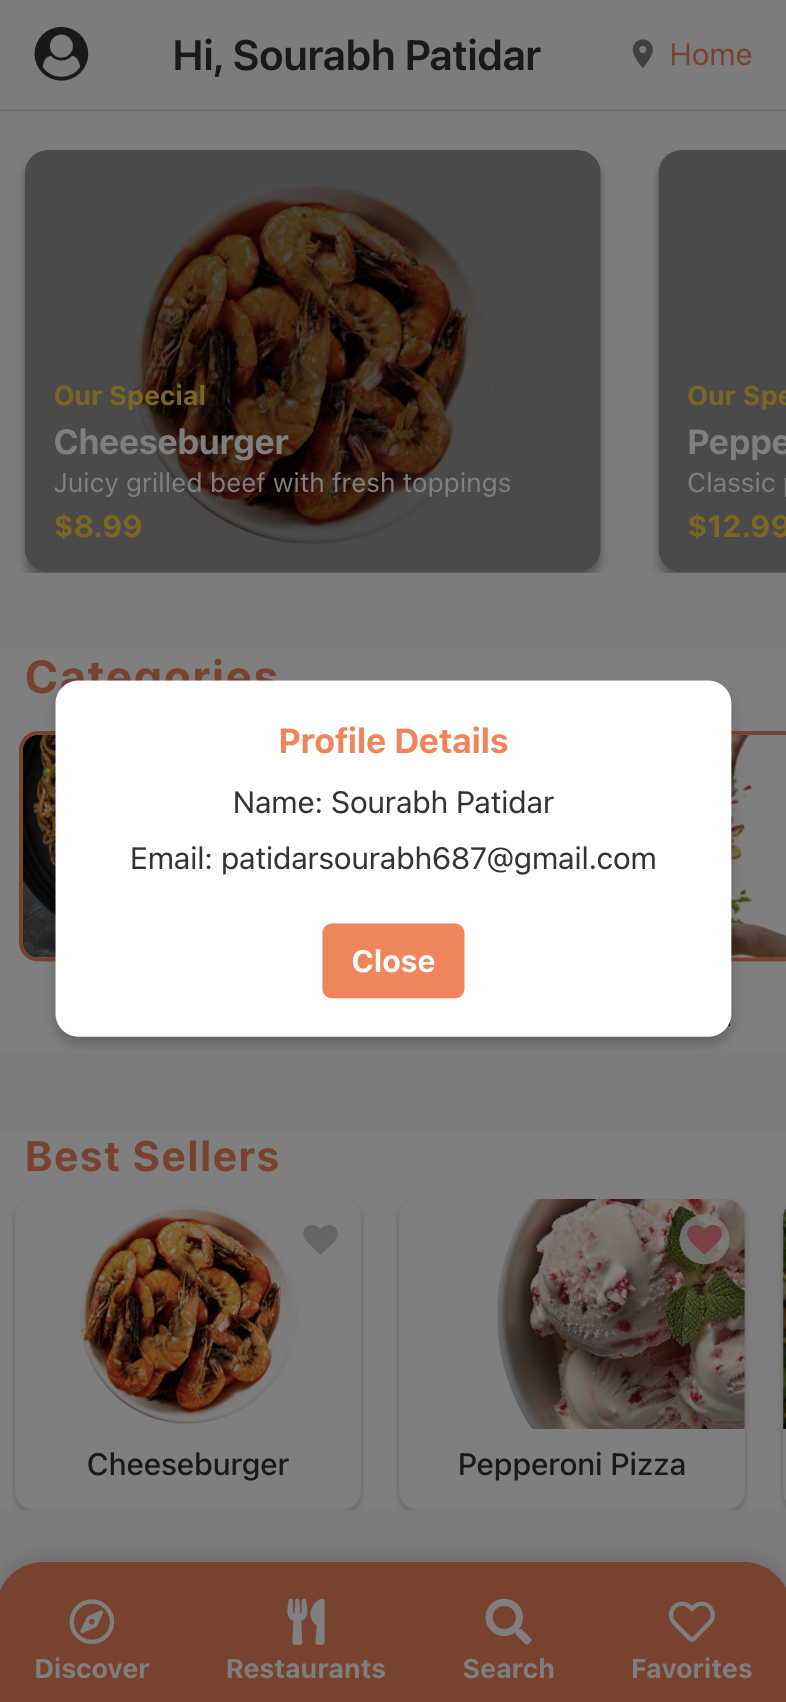 Hi, Sourabh Patidar
Home
Our Special
Cheeseburger
Juicy grilled beef with fresh toppings
$8.99
Our Spe
Peppe
Classic
$12.99
Categories
Profile Details
Name: Sourabh Patidar
Email: patidarsourabh687@gmail.com
Close
Best Sellers
Cheeseburger
Pepperoni Pizza
Discover
Restaurants
Search
Favorites